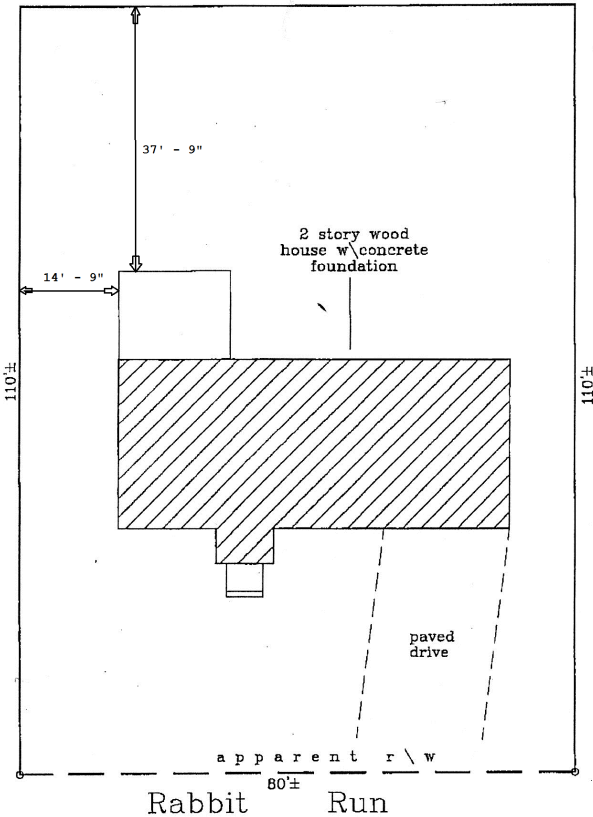 37' - 9"
2 story wood
house w\concrete
foundation
14' - 9"
110'±
110'±
paved
drive
apparent r\w
80'±
Rabbit Run